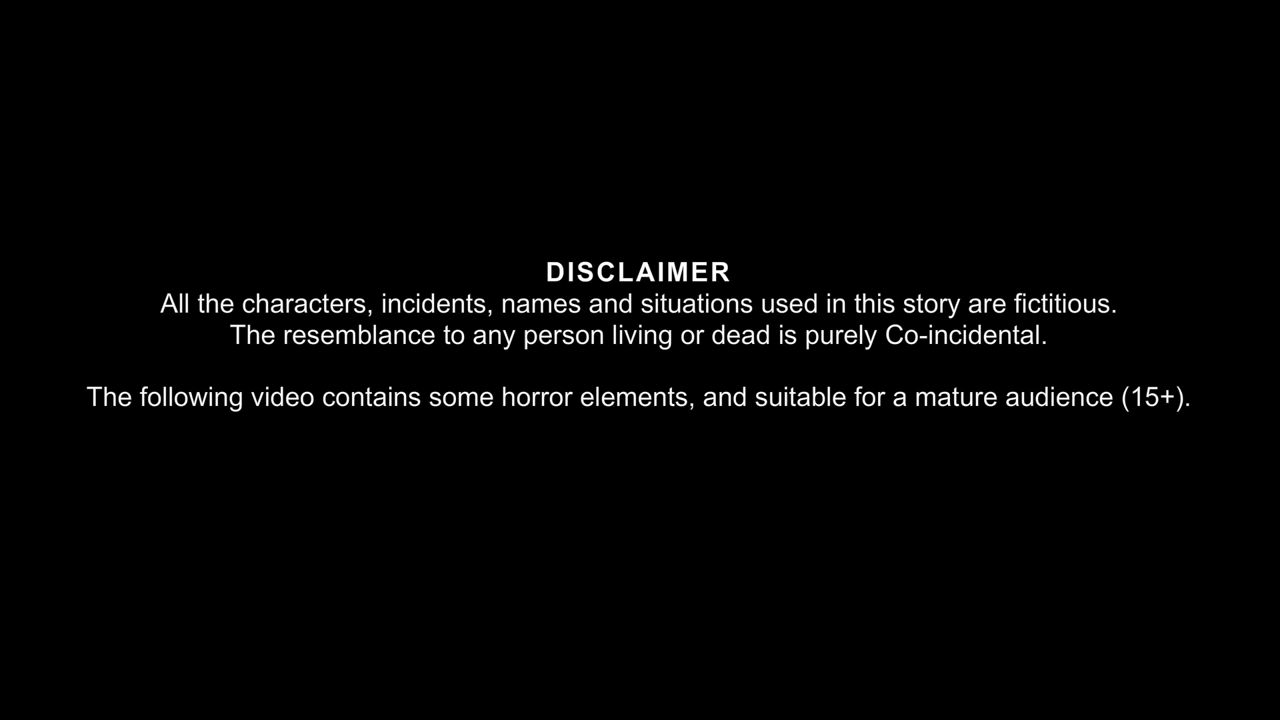 DISCLAIMER
All the characters, incidents, names and situations used in this story are fictitious.
The resemblance to any person living or dead is purely Co-incidental.
The following video contains some horror elements, and suitable for a mature audience (15+).